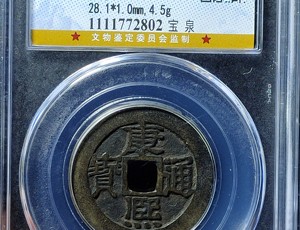 28.1*1.0mm,4.5g
1111772802 宝泉
★ 文物鉴定委员会监制 ★
康熙通寳